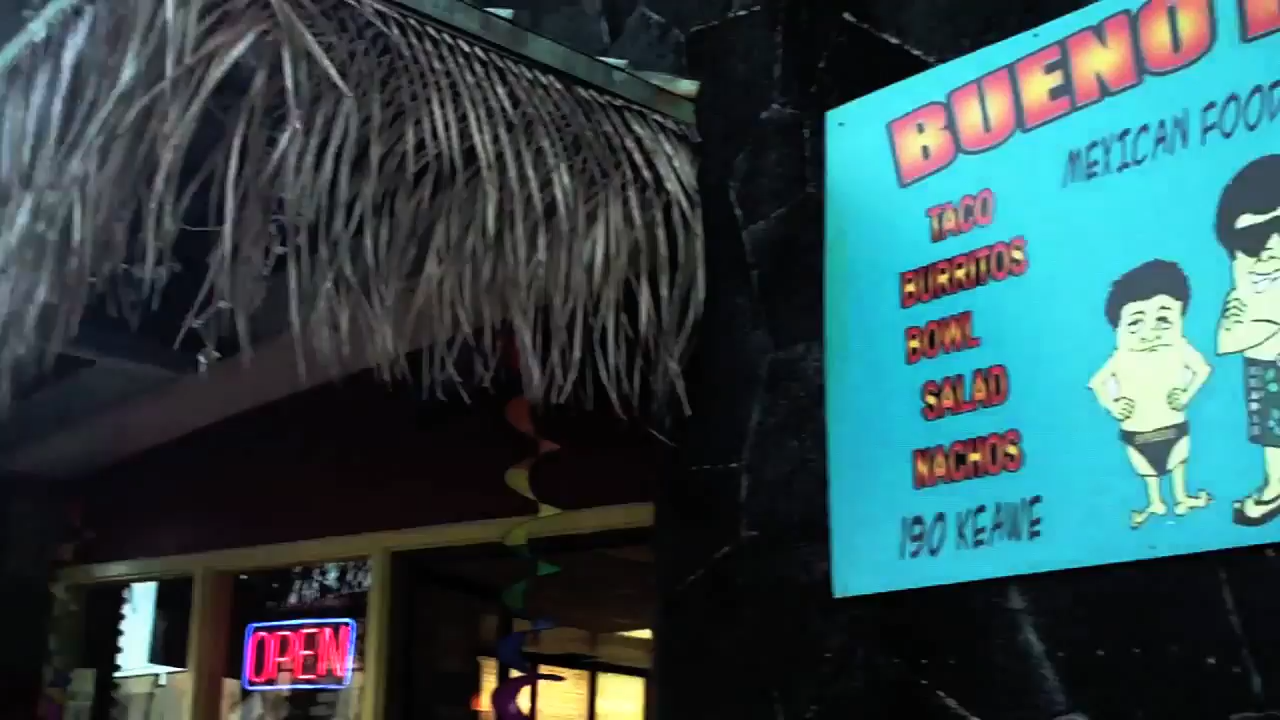 BUENO
MEXICAN FOOD
TACO
BURRITOS
BOWL
SALAD
NACHOS
190 KEAWE
OPEN